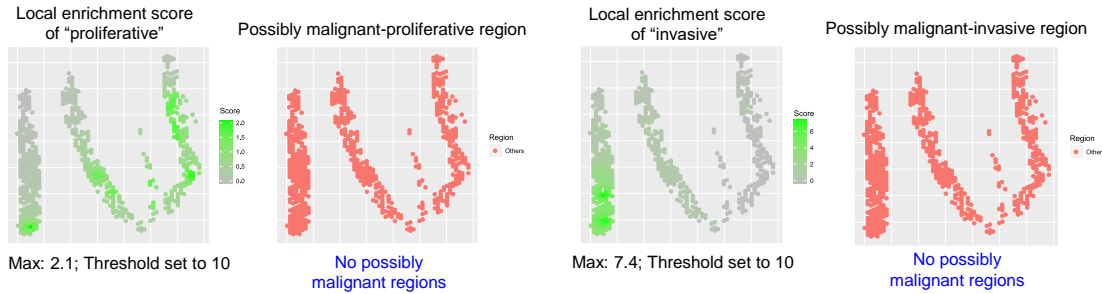 Local enrichment score
of “proliferative”
Possibly malignant-proliferative region
Score
2.0
1.5
1.0
0.5
0.0
Region
Others
Max: 2.1; Threshold set to 10
No possibly
malignant regions
Local enrichment score
of “invasive”
Possibly malignant-invasive region
Score
6
4
2
0
Region
Other
Max: 7.4; Threshold set to 10
No possibly
malignant regions